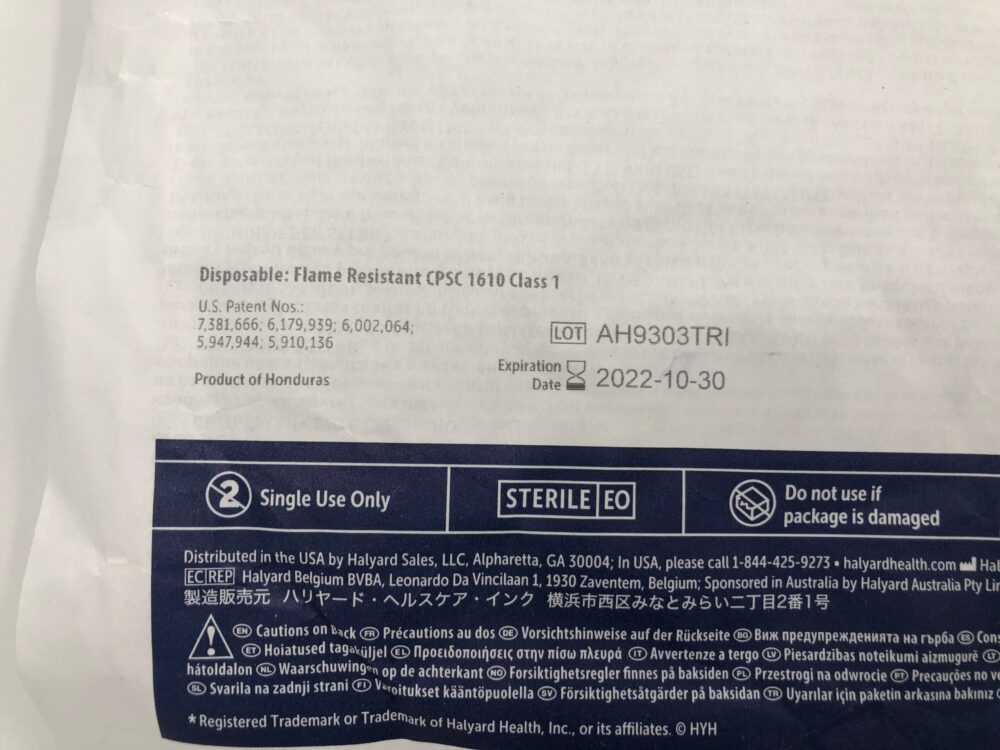 Disposable: Flame Resistant CPSC 1610 Class 1
U.S. Patent Nos.:
7,381,666; 6,179,939; 6,002,064;
5,947,944; 5,910,136
Product of Honduras
LOT AH9303TRI
Expiration
Date 2022-10-30
2 Single Use Only
STERILE EO
Do not use if
package is damaged
Distributed in the USA by Halyard Sales, LLC, Alpharetta, GA 30004; In USA, please call 1-844-425-9273 • halyardhealth.com Hal
EC REP Halyard Belgium BVBA, Leonardo Da Vincilaan 1, 1930 Zaventem, Belgium; Sponsored in Australia by Halyard Australia Pty Li
製造販売元 ハリヤード・ヘルスケア・インク 横浜市西区みなとみらい二丁目2番1号
EN Cautions on Back FR Précautions au dos DE Vorsichtshinweise auf der Rückseite BG Виж предупрежденията на гърба ES Cons
ET Hoiatused tagaküljel EL Προειδοποιήσεις στην πίσω πλευρά IT Avvertenze a tergo LV Piesardzības noteikumi aizmugurē LT
hátoldalon NL Waarschuwingen op de achterkant NO Forsiktighetsregler finnes på baksiden PL Przestrogi na odwrocie PT Precauções no ve
SL Svarila na zadnji strani FI Varoitukset kääntöpuolella SV Försiktighetsåtgärder på baksidan TR Uyarılar için paketin arkasına bakınız
*Registered Trademark or Trademark of Halyard Health, Inc., or its affiliates. © HYH